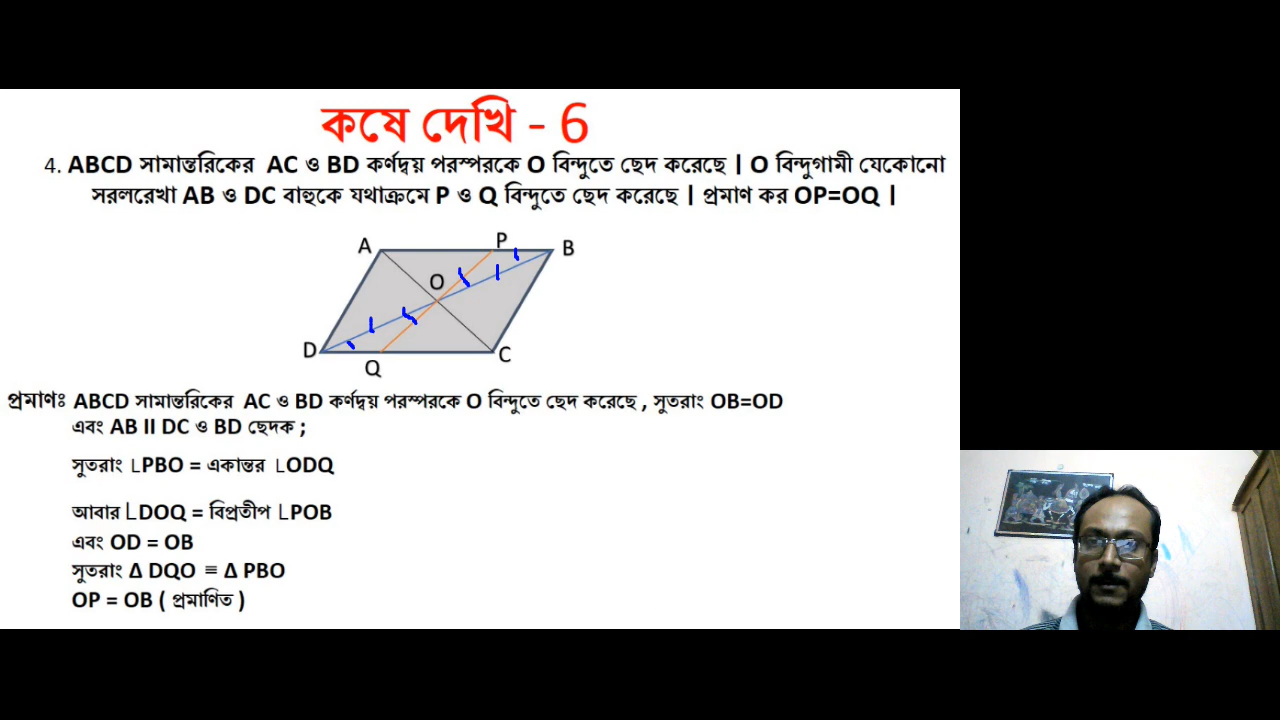 কষে দেখি - 6
4. ABCD সামান্তরিকের AC ও BD কর্ণদ্বয় পরস্পরকে O বিন্দুতে ছেদ করেছে | O বিন্দুগামী যেকোনো
সরলরেখা AB ও DC বাহুকে যথাক্রমে P ও Q বিন্দুতে ছেদ করেছে | প্রমাণ কর OP=OQ |
A
P
B
O
D
Q
C
প্রমাণঃ ABCD সামান্তরিকের AC ও BD কর্ণদ্বয় পরস্পরকে O বিন্দুতে ছেদ করেছে , সুতরাং OB=OD
এবং AB II DC ও BD ছেদক ;
সুতরাং ∟PBO = একান্তর ∟ODQ
আবার ∟DOQ = বিপ্রতীপ ∟POB
এবং OD = OB
সুতরাং Δ DQO ≡ Δ PBO
OP = OB ( প্রমাণিত )